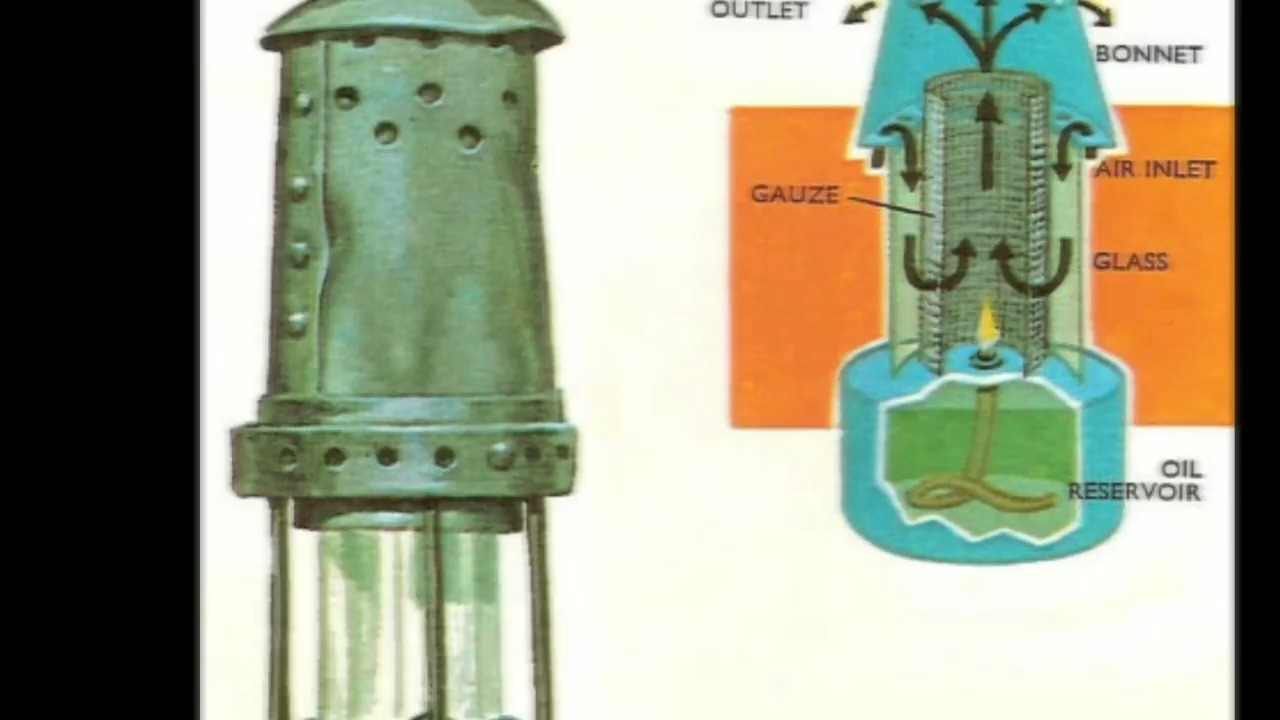 OUTLET
BONNET
AIR INLET
GAUZE
GLASS
OIL
RESERVOIR